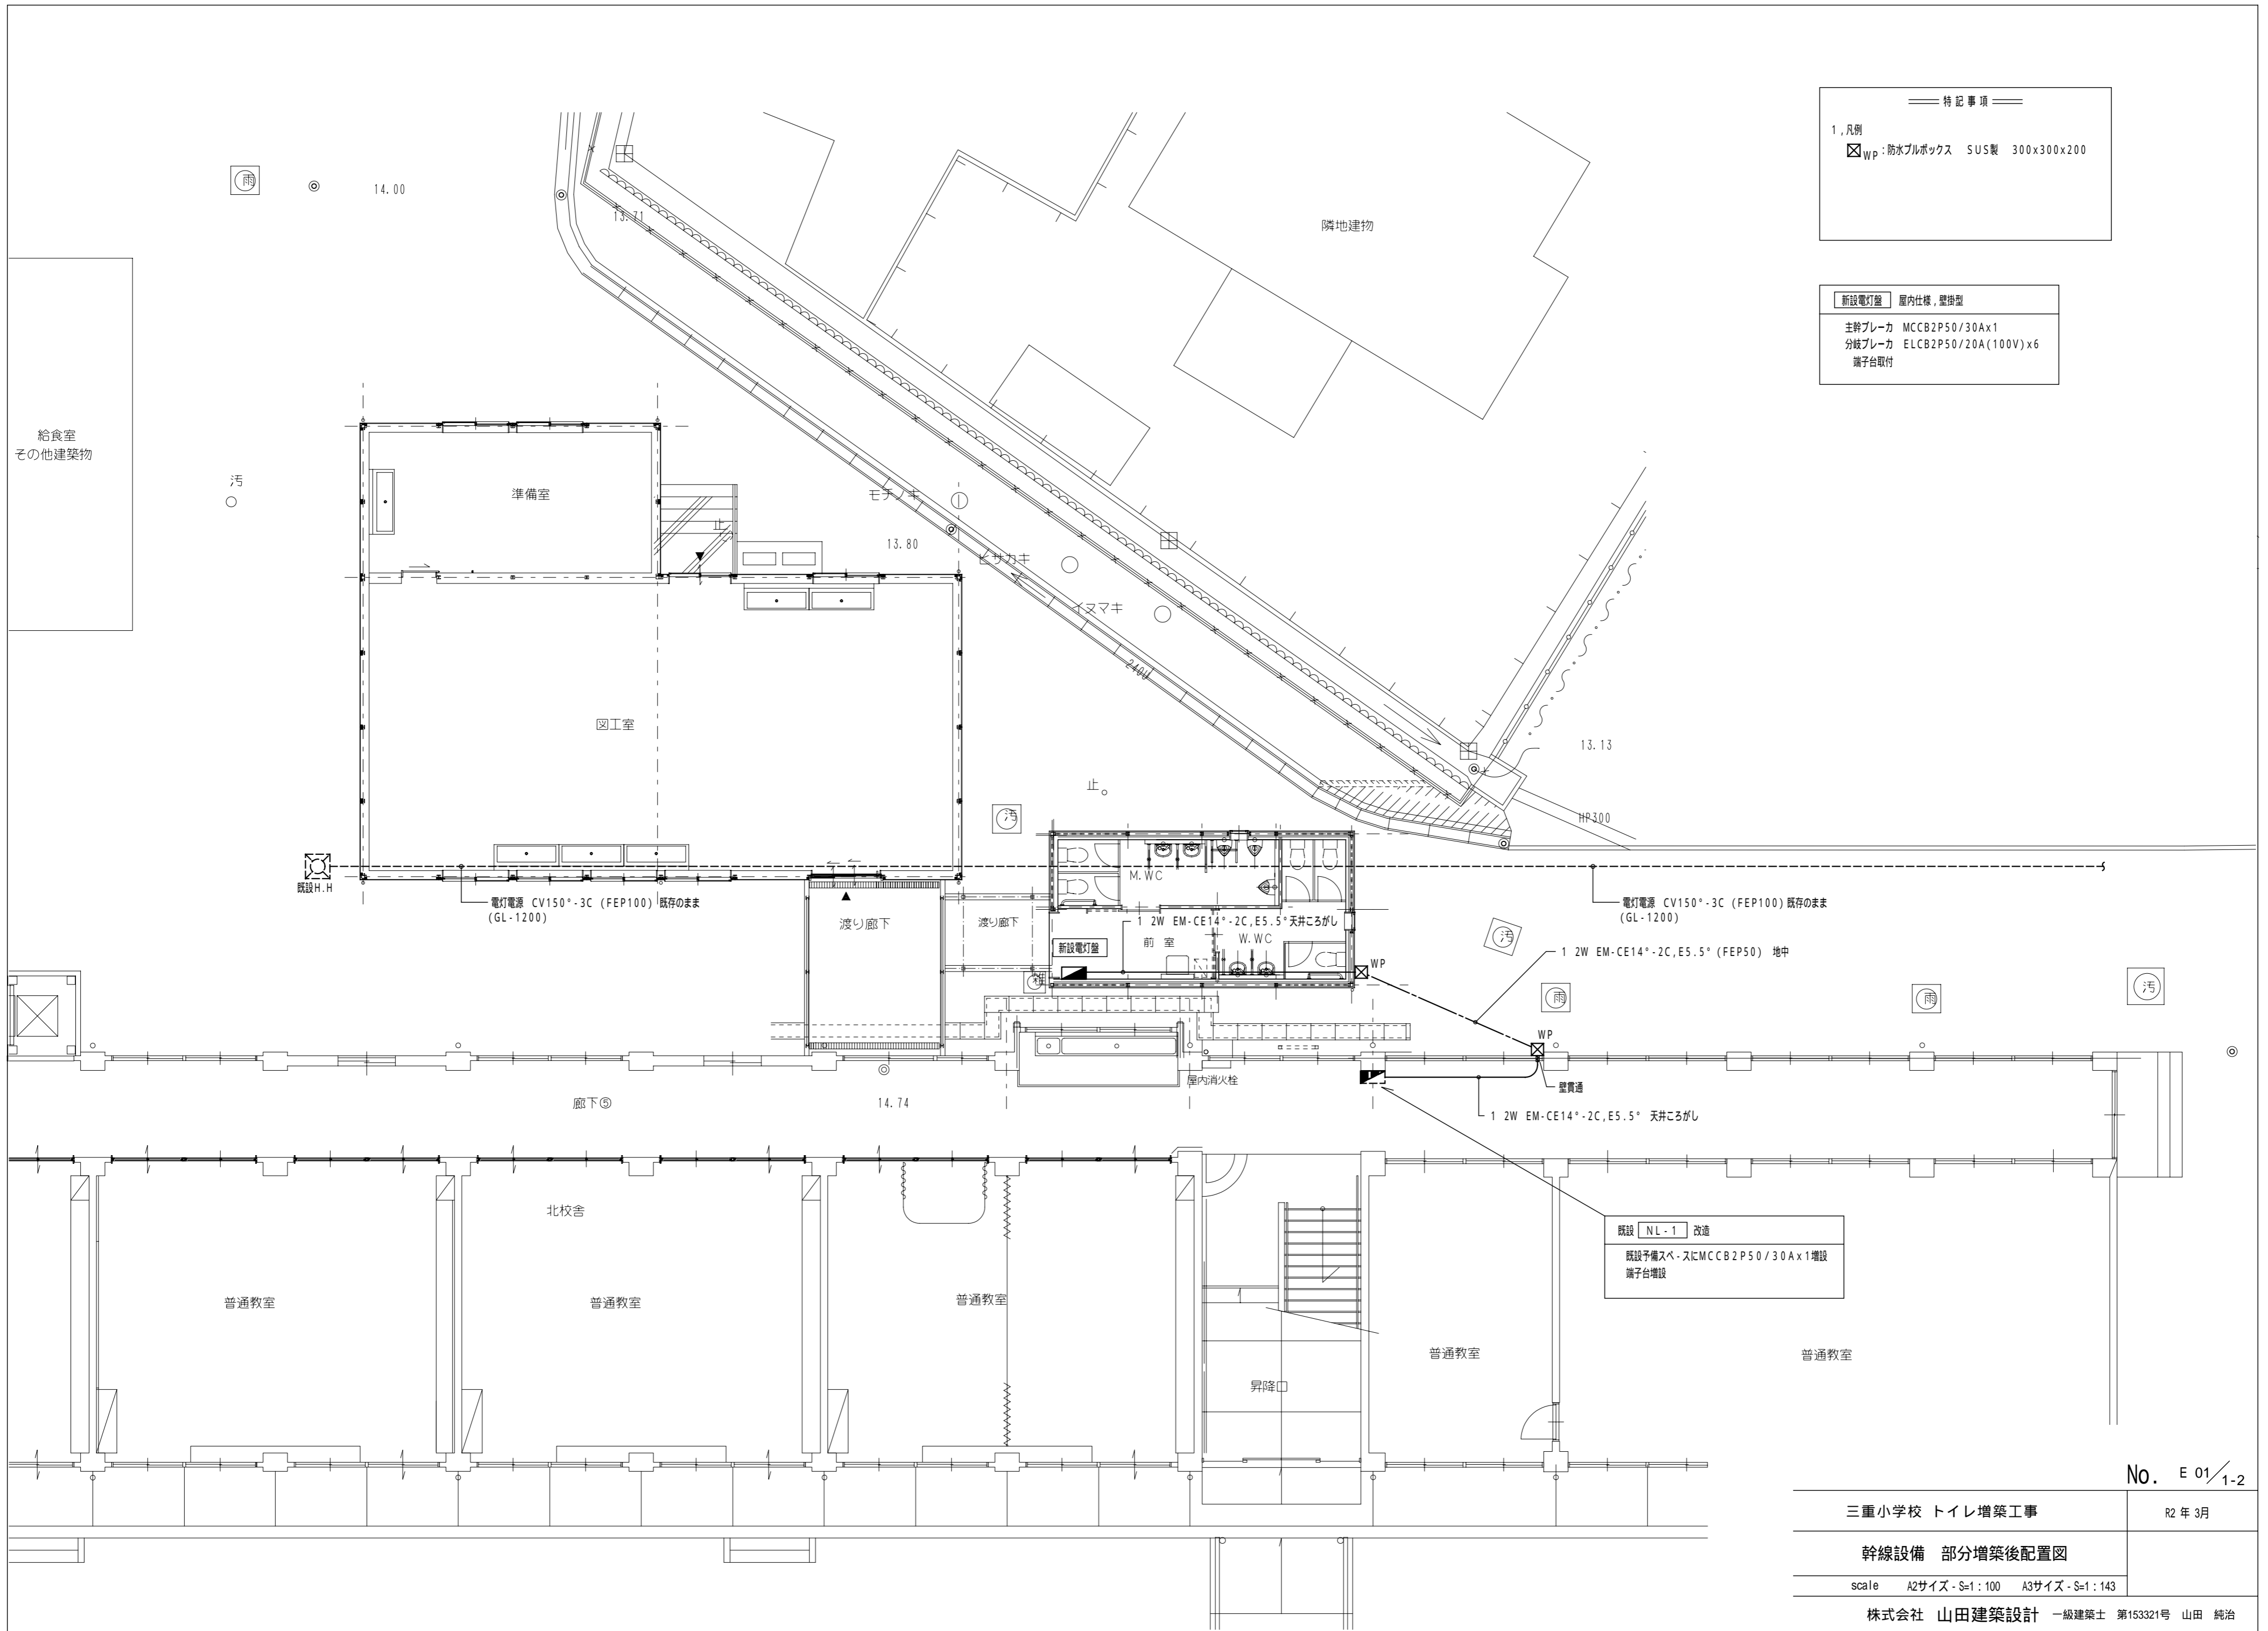 特記事項
1,凡例
WP:防水プルボックス SUS製 300x300x200
新設電灯盤 屋内仕様,壁掛型
主幹ブレーカ MCCB2P50/30Ax1
分岐ブレーカ ELCB2P50/20A(100V)x6
端子台取付
雨
14.00
13.71
隣地建物
給食室
その他建築物
汚
準備室
止
モチノキ
13.80
ヒサカキ
イヌマキ
2400
図工室
13.13
止
汚
HP300
既設H.H
電灯電源 CV150°-3C (FEP100) 既存のまま
(GL-1200)
渡り廊下
渡り廊下
M.WC
1 2W EM-CE14°-2C,E5.5°天井ころがし
新設電灯盤
前 室
W.WC
電灯電源 CV150°-3C (FEP100) 既存のまま
(GL-1200)
汚
1 2W EM-CE14°-2C,E5.5° (FEP50) 地中
WP
雑
雨
雨
汚
WP
屋内消火栓
壁貫通
廊下⑤
14.74
1 2W EM-CE14°-2C,E5.5° 天井ころがし
北校舎
既設 NL-1 改造
既設予備スペ-スにMCCB2P50/30Ax1増設
端子台増設
普通教室
普通教室
普通教室
昇降口
普通教室
普通教室
No. E 01/1-2
三重小学校 トイレ増築工事
R2 年 3月
幹線設備 部分増築後配置図
scale A2サイズ - S=1 : 100 A3サイズ - S=1 : 143
株式会社 山田建築設計 一級建築士 第153321号 山田 純治